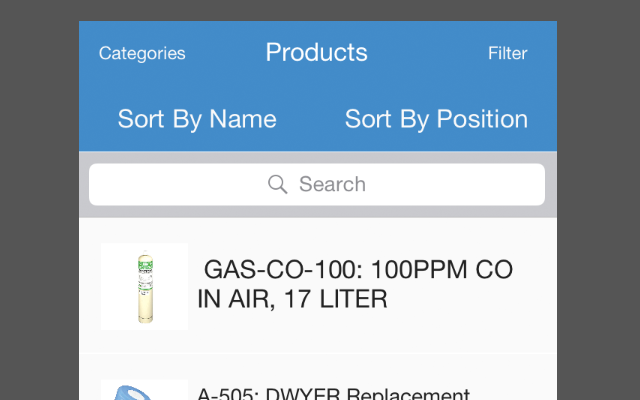 Categories Products Filter
Sort By Name Sort By Position
Search
GAS-CO-100: 100PPM CO
IN AIR, 17 LITER
A-505: DWYER Replacement